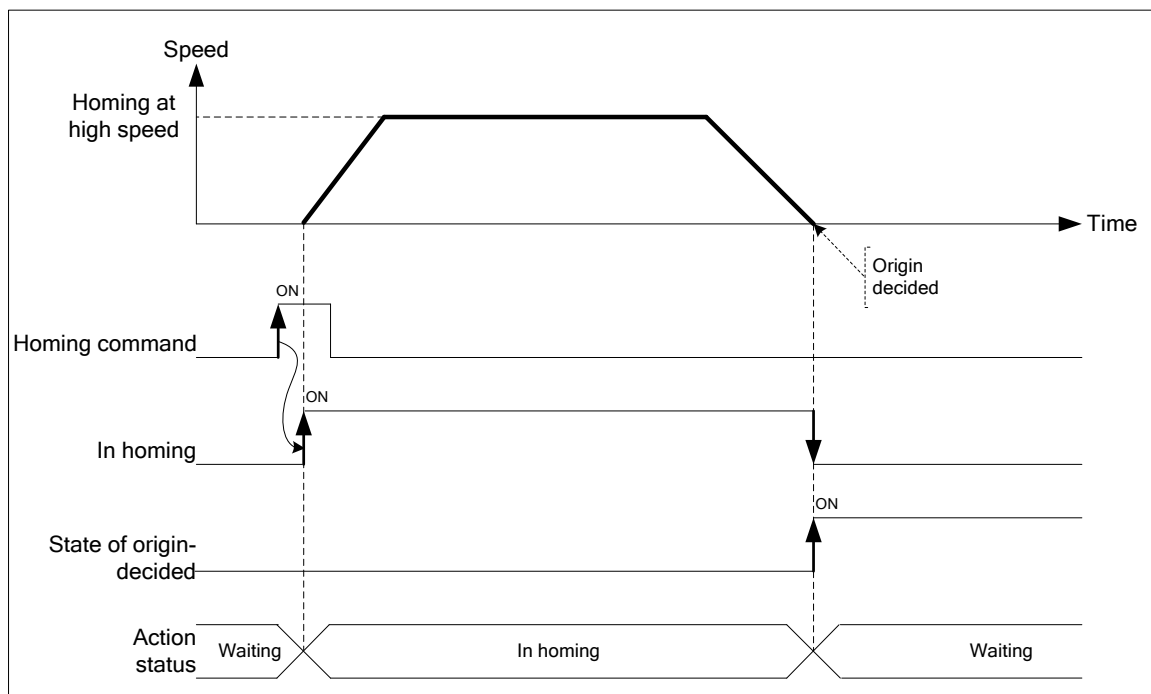 Speed
Homing at
high speed
Time
Origin
decided
ON
Homing command
ON
In homing
ON
State of origin-
decided
Action
status
Waiting
In homing
Waiting